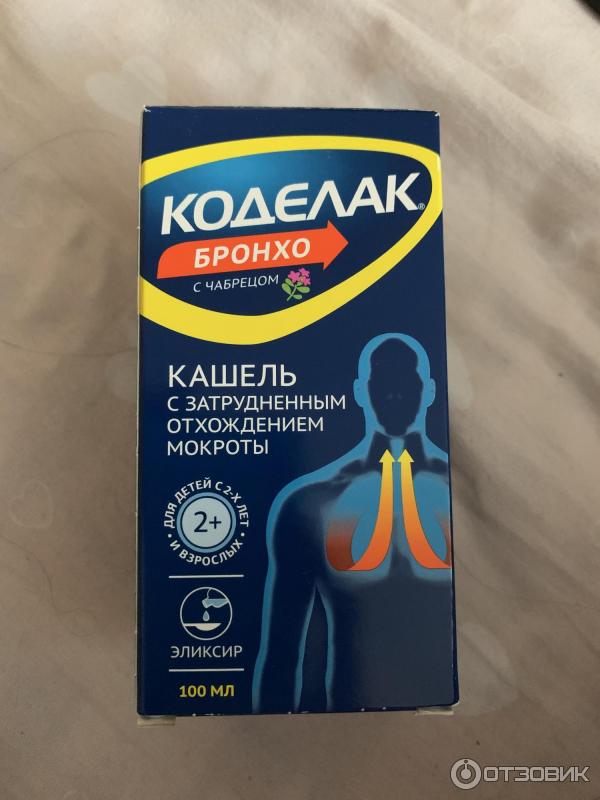 КОДЕЛАК®
БРОНХО
С ЧАБРЕЦОМ
КАШЕЛЬ
С ЗАТРУДНЕННЫМ
ОТХОЖДЕНИЕМ
МОКРОТЫ
ДЛЯ ДЕТЕЙ С 2-Х ЛЕТ
2+
• И ВЗРОСЛЫХ •
ЭЛИКСИР
100 МЛ
ОТЗОВИК